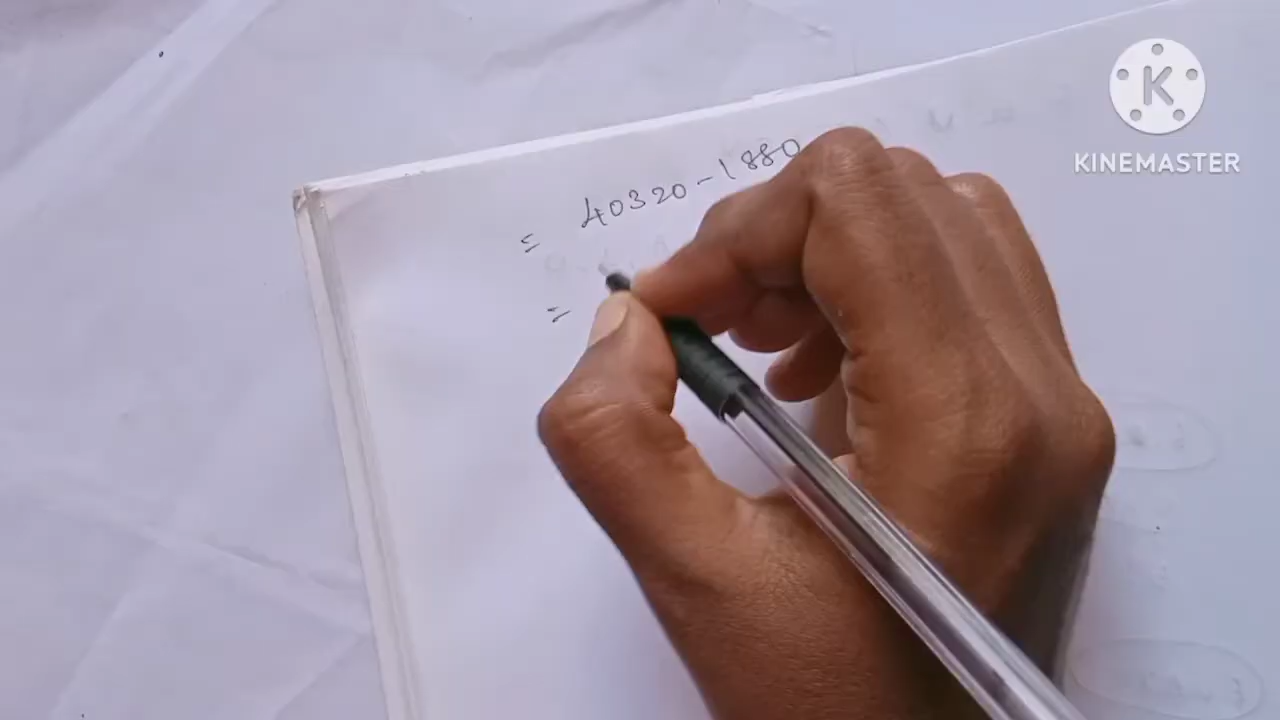 = 40320-1880
=
KINEMASTER